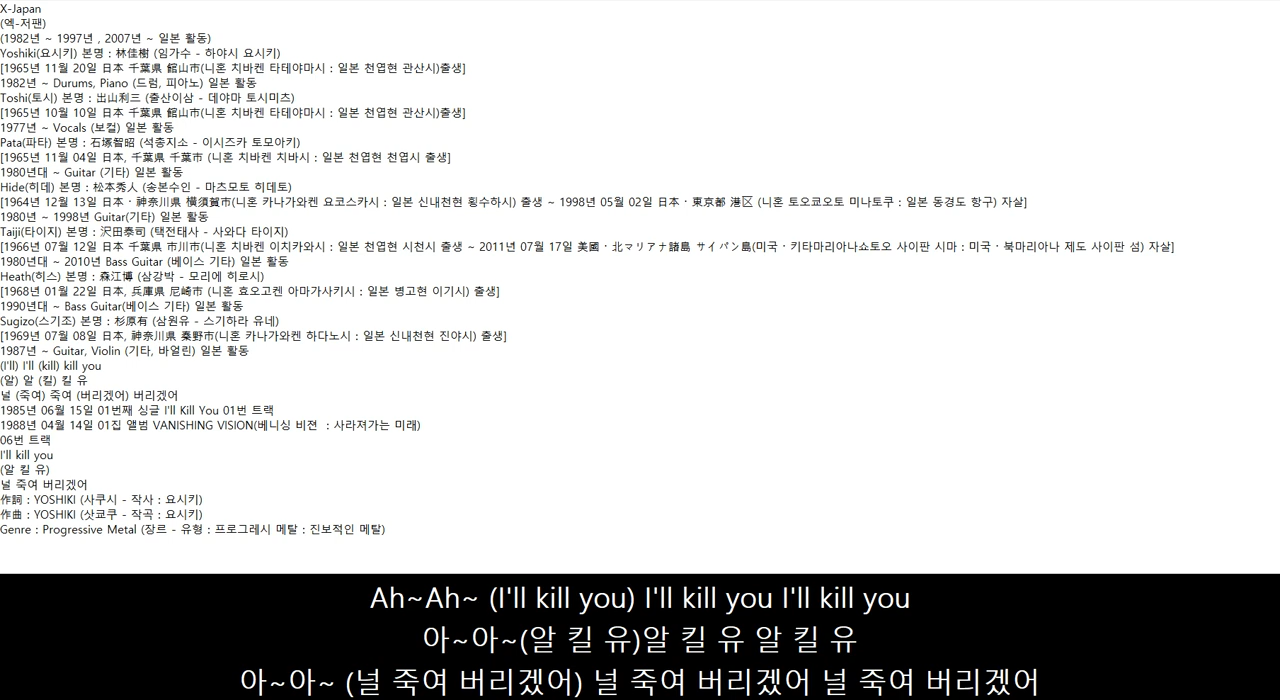 X-Japan
(엑-저팬)
(1982년 ~ 1997년 , 2007년 ~ 일본 활동)
Yoshiki(요시키) 본명 : 林佳樹 (임가수 - 하야시 요시키)
[1965년 11월 20일 日本 千葉県 館山市(니혼 치바켄 타테야마시 : 일본 천엽현 관산시)출생]
1982년 ~ Durums, Piano (드럼, 피아노) 일본 활동
Toshi(토시) 본명 : 出山利三 (출산이삼 - 데야마 토시미츠)
[1965년 10월 10일 日本 千葉県 館山市(니혼 치바켄 타테야마시 : 일본 천엽현 관산시)출생]
1977년 ~ Vocals (보컬) 일본 활동
Pata(파타) 본명 : 石塚智昭 (석총지소 - 이시즈카 토모아키)
[1965년 11월 04일 日本, 千葉県 千葉市 (니혼 치바켄 치바시 : 일본 천엽현 천엽시 출생]
1980년대 ~ Guitar (기타) 일본 활동
Hide(히데) 본명 : 松本秀人 (송본수인 - 마츠모토 히데토)
[1964년 12월 13일 日本 · 神奈川県 横須賀市(니혼 카나가와켄 요코스카시 : 일본 신내천현 횡수하시) 출생 ~ 1998년 05월 02일 日本 · 東京都 港区 (니혼 토오쿄오토 미나토쿠 : 일본 동경도 항구) 자살]
1980년 ~ 1998년 Guitar(기타) 일본 활동
Taiji(타이지) 본명 : 沢田泰司 (택전태사 - 사와다 타이지)
[1966년 07월 12일 日本 千葉県 市川市(니혼 치바켄 이치카와시 : 일본 천엽현 시천시 출생 ~ 2011년 07월 17일 美國 · 北マリアナ諸島 サイパン島(미국 · 키타마리아나쇼토오 사이판 시마 : 미국 · 북마리아나 제도 사이판 섬) 자살]
1980년대 ~ 2010년 Bass Guitar (베이스 기타) 일본 활동
Heath(히스) 본명 : 森江博 (삼강박 - 모리에 히로시)
[1968년 01월 22일 日本, 兵庫県 尼崎市 (니혼 효오고켄 아마가사키시 : 일본 병고현 이기시) 출생]
1990년대 ~ Bass Guitar(베이스 기타) 일본 활동
Sugizo(스기조) 본명 : 杉原有 (삼원유 - 스기하라 유네)
[1969년 07월 08일 日本, 神奈川県 秦野市(니혼 카나가와켄 하다노시 : 일본 신내천현 진야시) 출생]
1987년 ~ Guitar, Violin (기타, 바얼린) 일본 활동
(I'll) I'll (kill) kill you
(알) 알 (킬) 킬 유
널 (죽여) 죽여 (버리겠어) 버리겠어
1985년 06월 15일 01번째 싱글 I'll Kill You 01번 트랙
1988년 04월 14일 01집 앨범 VANISHING VISION(베니싱 비젼 : 사라져가는 미래)
06번 트랙
I'll kill you
(알 킬 유)
널 죽여 버리겠어
作詞 : YOSHIKI (사쿠시 - 작사 : 요시키)
作曲 : YOSHIKI (삿쿄쿠 - 작곡 : 요시키)
Genre : Progressive Metal (장르 - 유형 : 프로그레시 메탈 : 진보적인 메탈)
Ah~Ah~ (I'll kill you) I'll kill you I'll kill you
아~아~(알 킬 유)알 킬 유 알 킬 유
아~아~ (널 죽여 버리겠어) 널 죽여 버리겠어 널 죽여 버리겠어